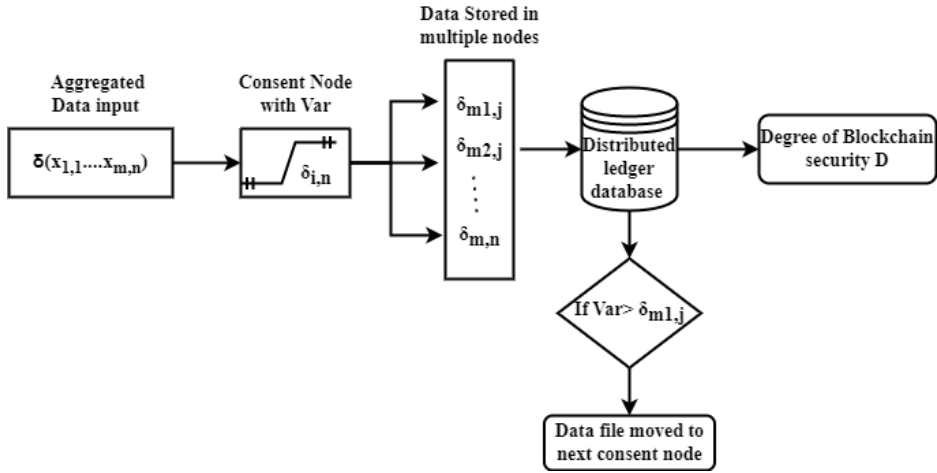 Aggregated
Data input
δ(x1,1....xm,n)
Consent Node
with Var
δi,n
Data Stored in
multiple nodes
δm1,j
δm2,j
δm,n
Distributed
ledger
database
Degree of Blockchain
security D
If Var> δm1,j
Data file moved to
next consent node